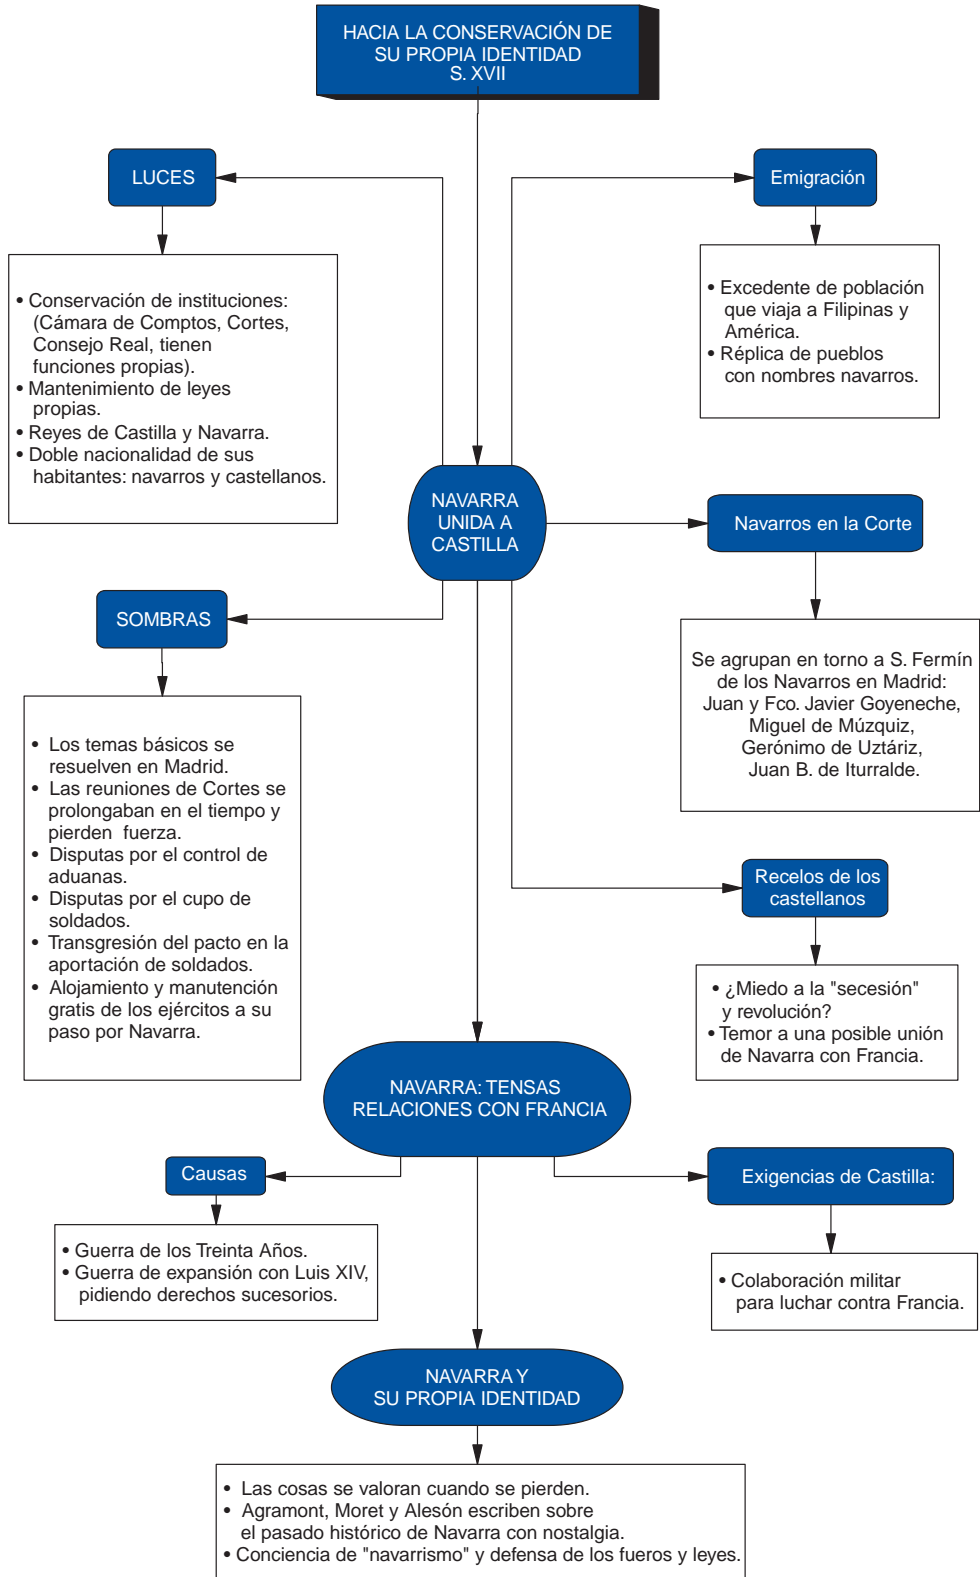 HACIA LA CONSERVACIÓN DE
SU PROPIA IDENTIDAD
S. XVII
LUCES
• Conservación de instituciones:
(Cámara de Comptos, Cortes,
Consejo Real, tienen
funciones propias).
• Mantenimiento de leyes
propias.
• Reyes de Castilla y Navarra.
• Doble nacionalidad de sus
habitantes: navarros y castellanos.
Emigración
• Excedente de población
que viaja a Filipinas y
América.
• Réplica de pueblos
con nombres navarros.
NAVARRA
UNIDA A
CASTILLA
Navarros en la Corte
Se agrupan en torno a S. Fermín
de los Navarros en Madrid:
Juan y Fco. Javier Goyeneche,
Miguel de Múzquiz,
Gerónimo de Uztáriz,
Juan B. de Iturralde.
SOMBRAS
• Los temas básicos se
resuelven en Madrid.
• Las reuniones de Cortes se
prolongaban en el tiempo y
pierden fuerza.
• Disputas por el control de
aduanas.
• Disputas por el cupo de
soldados.
• Transgresión del pacto en la
aportación de soldados.
• Alojamiento y manutención
gratis de los ejércitos a su
paso por Navarra.
Recelos de los
castellanos
• ¿Miedo a la "secesión"
y revolución?
• Temor a una posible unión
de Navarra con Francia.
NAVARRA: TENSAS
RELACIONES CON FRANCIA
Causas
• Guerra de los Treinta Años.
• Guerra de expansión con Luis XIV,
pidiendo derechos sucesorios.
Exigencias de Castilla:
• Colaboración militar
para luchar contra Francia.
NAVARRA Y
SU PROPIA IDENTIDAD
• Las cosas se valoran cuando se pierden.
• Agramont, Moret y Alesón escriben sobre
el pasado histórico de Navarra con nostalgia.
• Conciencia de "navarrismo" y defensa de los fueros y leyes.